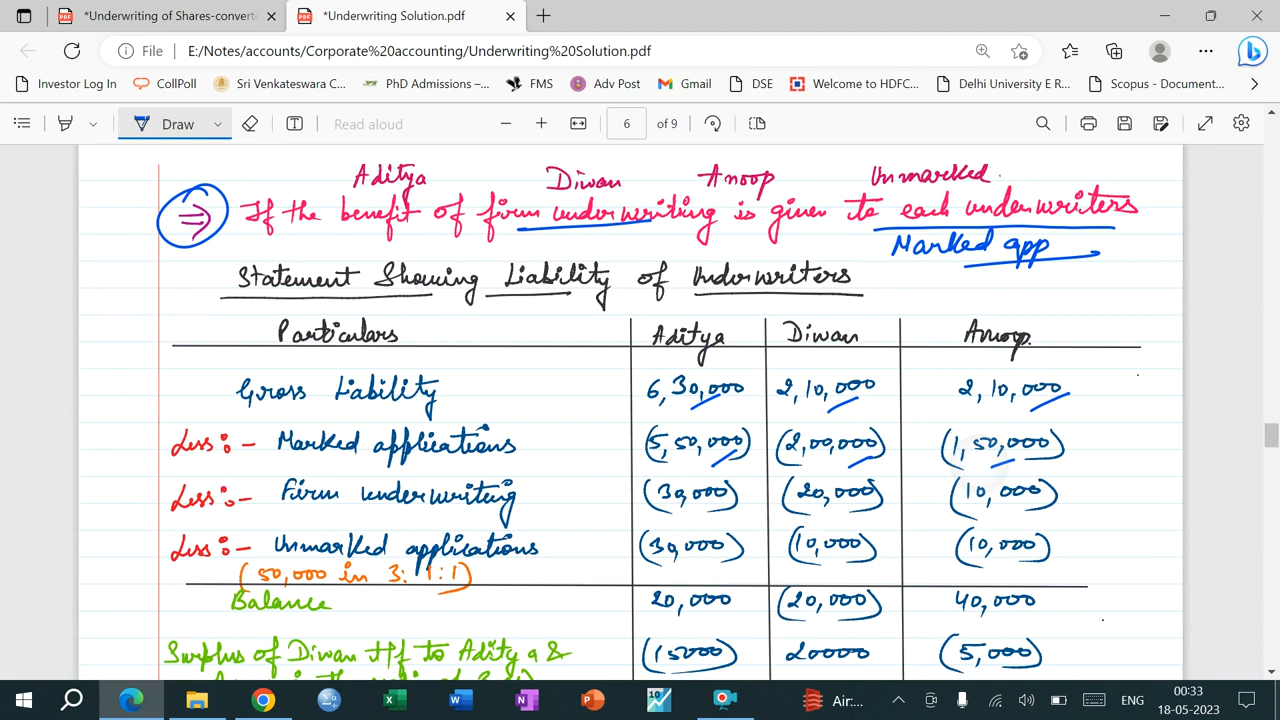 *Underwriting of Shares-convert
*Underwriting Solution.pdf
File E:/Notes/accounts/Corporate%20accounting/Underwriting%20Solution.pdf
Investor Log In CollPoll Sri Venkateswara C... PhD Admissions –... FMS Adv Post Gmail DSE Welcome to HDFC... Delhi University E R... Scopus - Document...
Draw Read aloud 6 of 9
Aditya Diwan Anoop Unmarked
⇒ If the benefit of firm underwriting is given to each underwriters
Marked app
Statement Showing Liability of Underwriters
Particulars Aditya Diwan Anoop
Gross Liability 6,30,000 2,10,000 2,10,000
Less:- Marked applications (5,50,000) (2,00,000) (1,50,000)
Less:- Firm underwriting (30,000) (20,000) (10,000)
Less:- Unmarked applications (30,000) (10,000) (10,000)
(50,000 in 3:1:1)
Balance 20,000 (20,000) 40,000
Surplus of Diwan tff to Aditya & (15000) 20000 (5,000)
10 Air:... ENG 00:33
18-05-2023